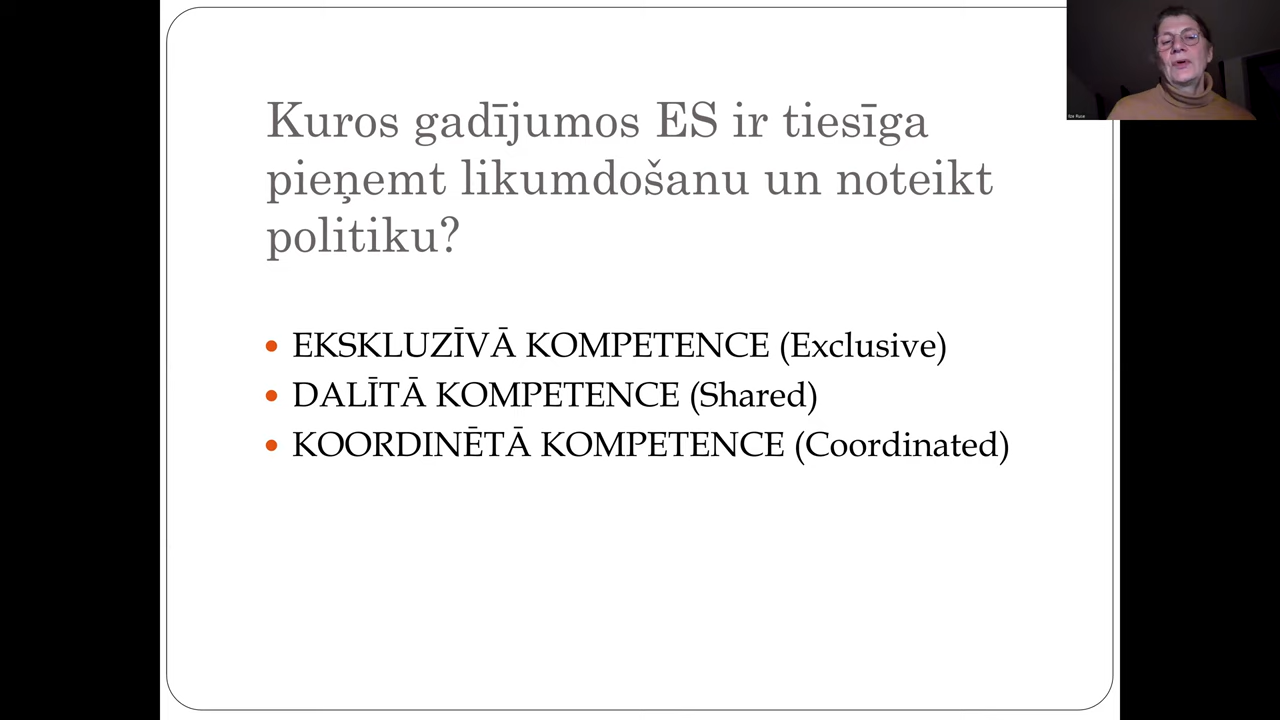 Kuros gadījumos ES ir tiesīga
pieņemt likumdošanu un noteikt
politiku?
• EKSKLUZĪVĀ KOMPETENCE (Exclusive)
• DALĪTĀ KOMPETENCE (Shared)
• KOORDINĒTĀ KOMPETENCE (Coordinated)